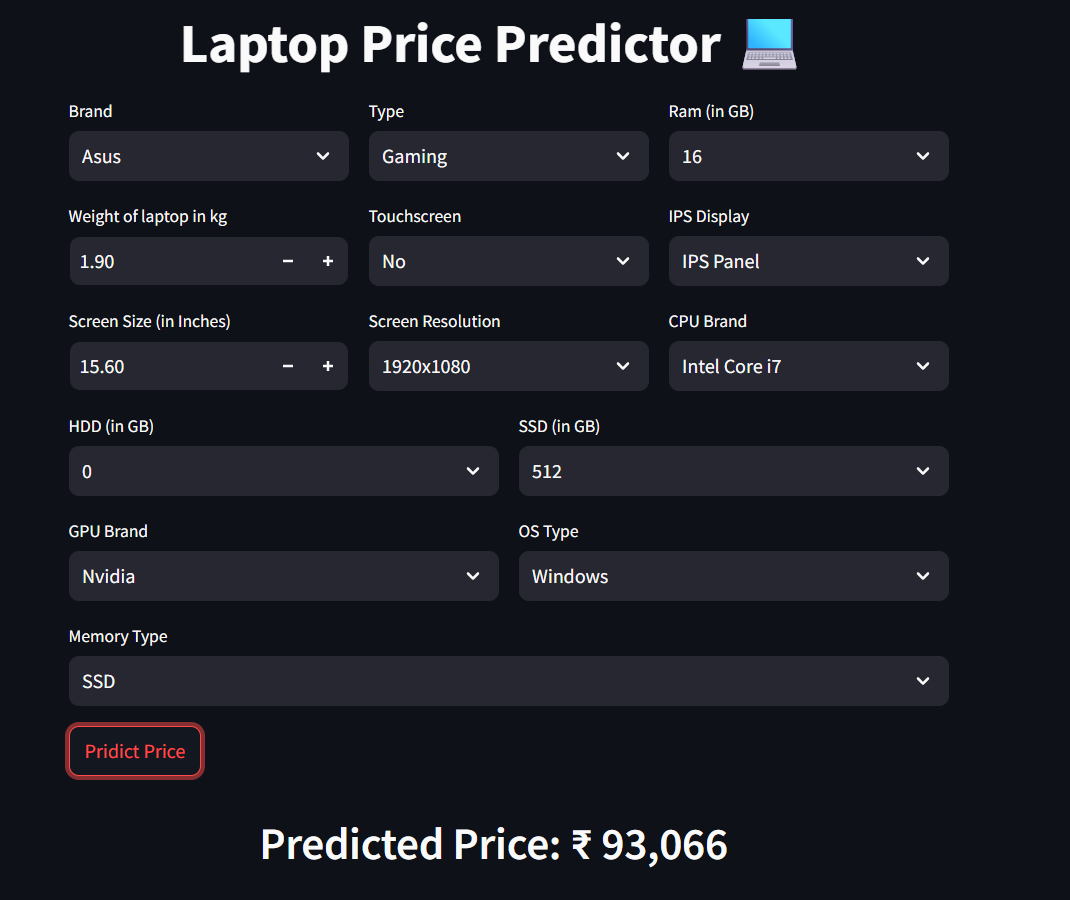 Laptop Price Predictor
Brand Type Ram (in GB)
Asus Gaming 16
Weight of laptop in kg Touchscreen IPS Display
1.90 − + No IPS Panel
Screen Size (in Inches) Screen Resolution CPU Brand
15.60 − + 1920x1080 Intel Core i7
HDD (in GB) SSD (in GB)
0 512
GPU Brand OS Type
Nvidia Windows
Memory Type
SSD
Pridict Price
Predicted Price: ₹ 93,066